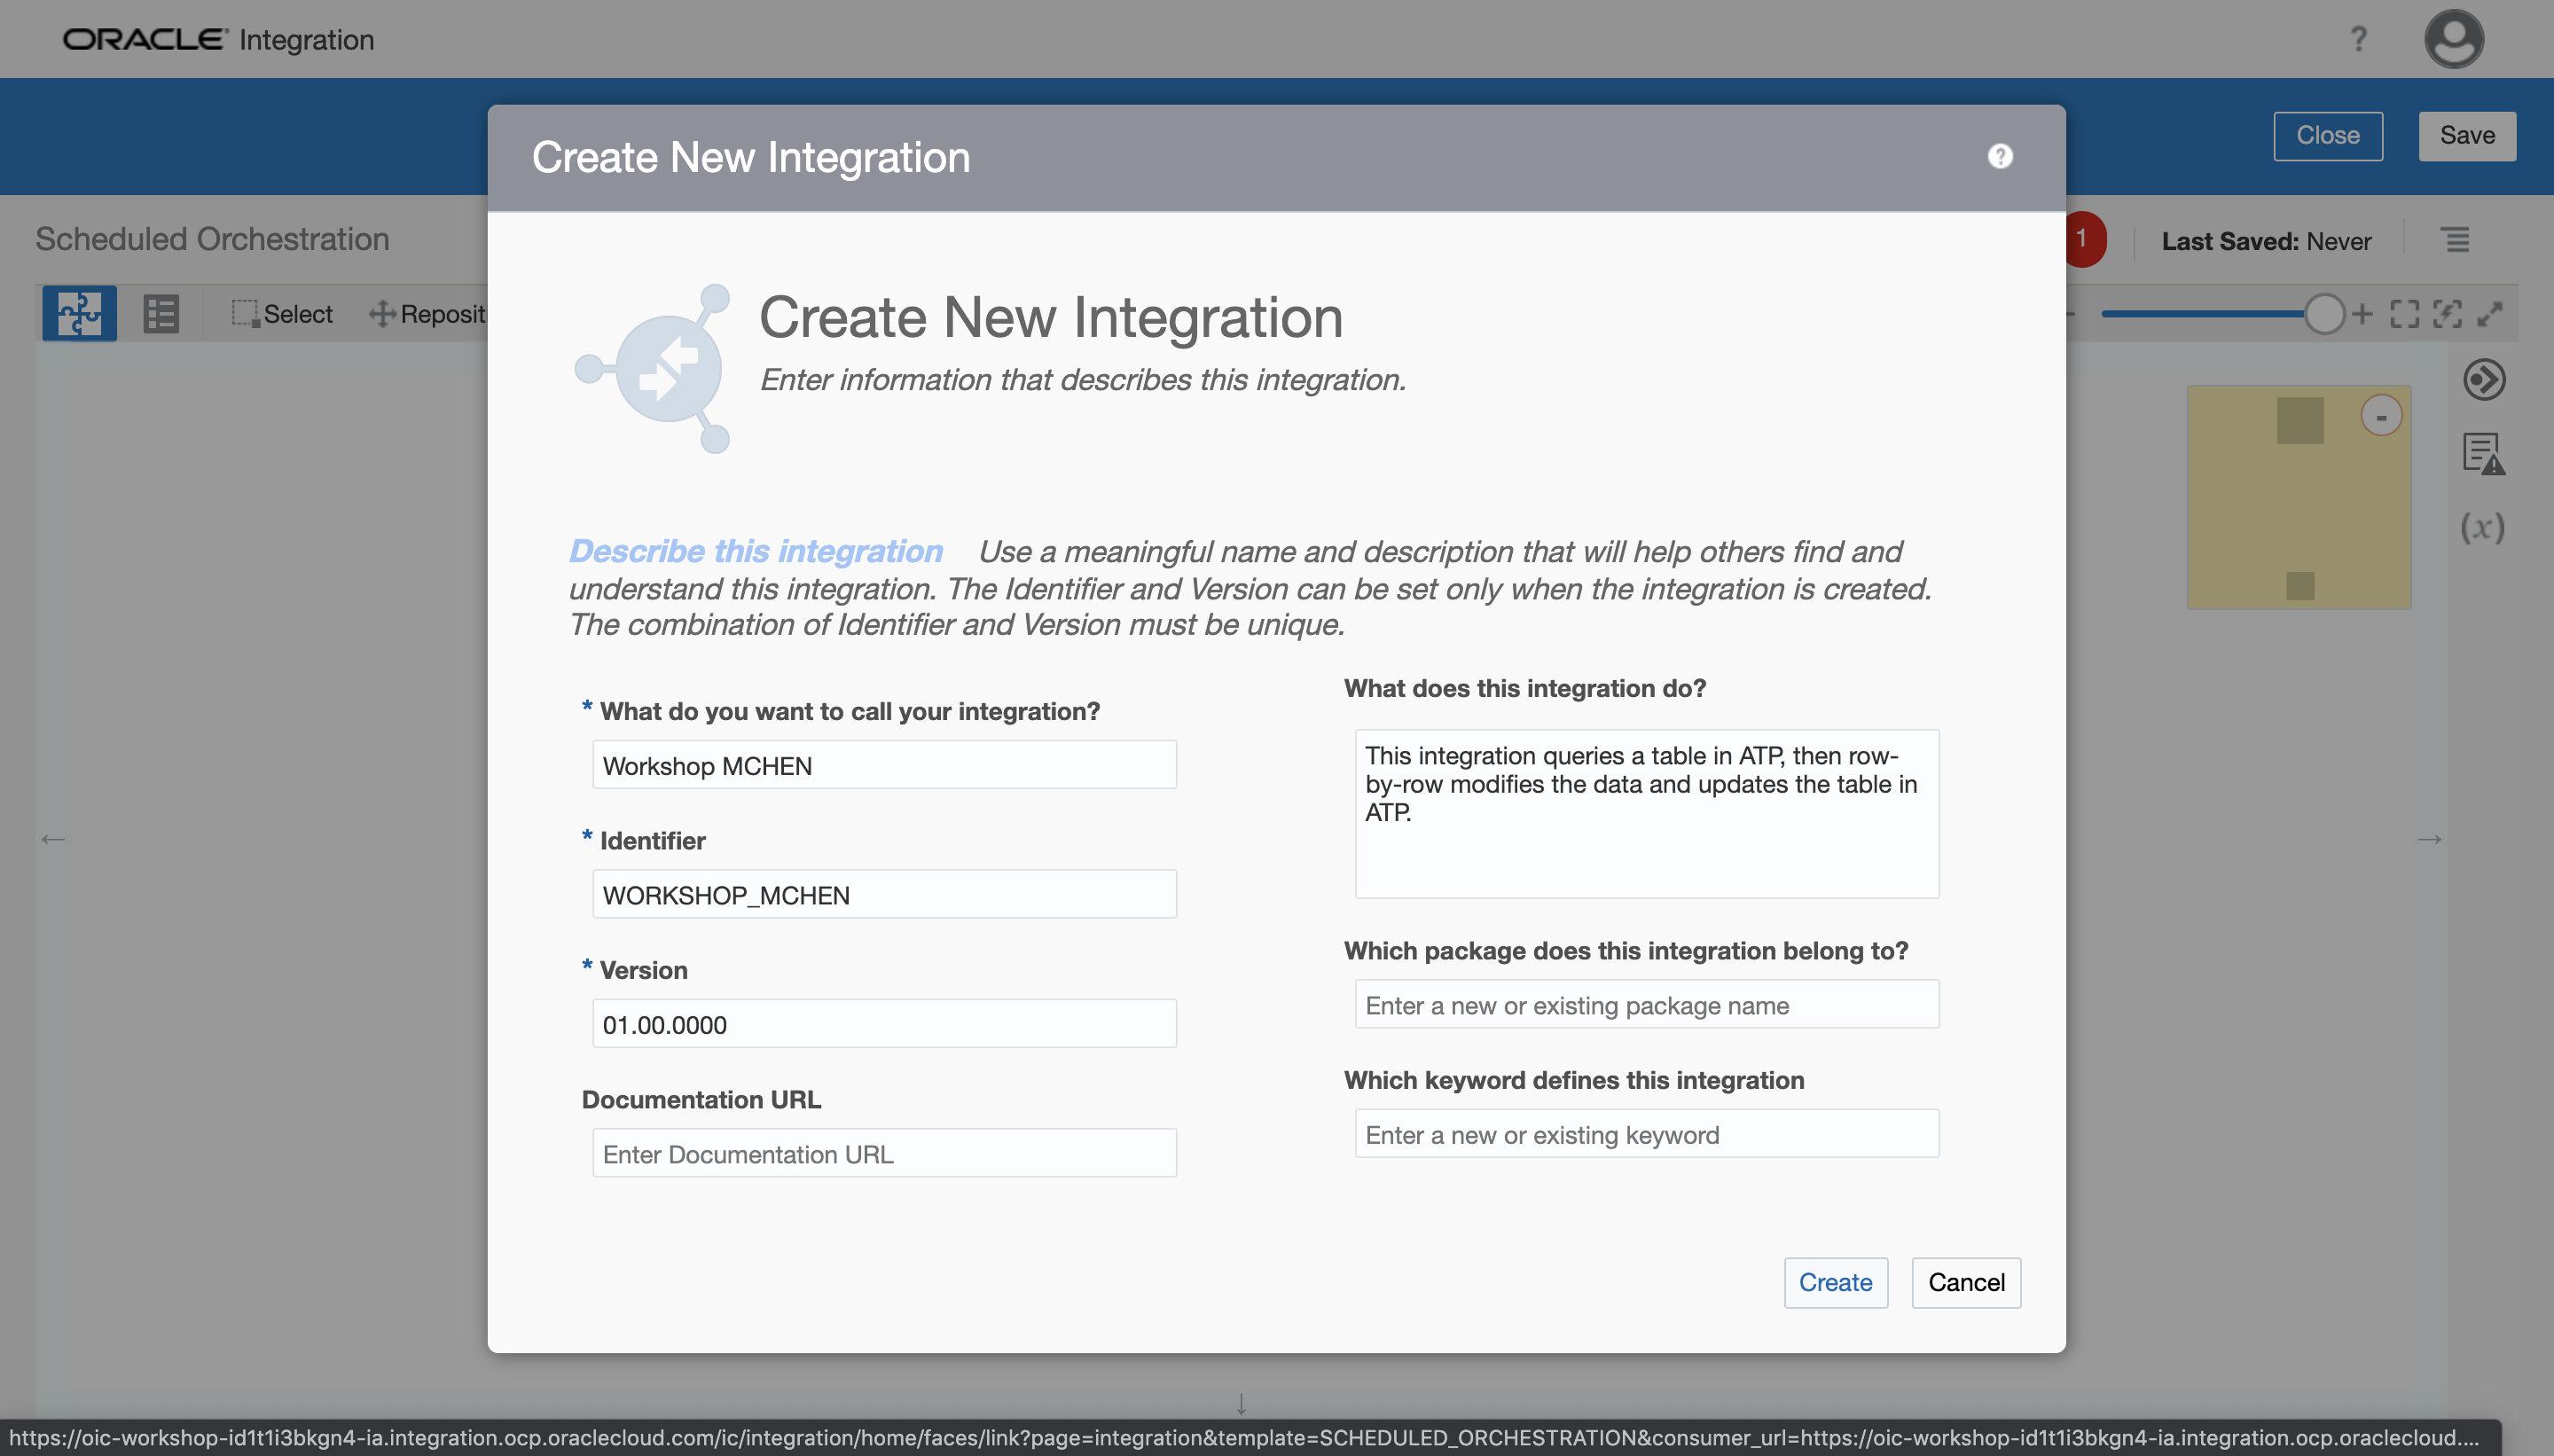 ORACLE Integration
?
Close
Save
Create New Integration
?
Scheduled Orchestration
1
Last Saved: Never
Select
Reposit
Create New Integration
Enter information that describes this integration.
-
(x)
Describe this integration Use a meaningful name and description that will help others find and
understand this integration. The Identifier and Version can be set only when the integration is created.
The combination of Identifier and Version must be unique.
* What do you want to call your integration?
Workshop MCHEN
* Identifier
WORKSHOP_MCHEN
* Version
01.00.0000
Documentation URL
Enter Documentation URL
What does this integration do?
This integration queries a table in ATP, then row-
by-row modifies the data and updates the table in
ATP.
Which package does this integration belong to?
Enter a new or existing package name
Which keyword defines this integration
Enter a new or existing keyword
Create
Cancel
https://oic-workshop-id1t1i3bkgn4-ia.integration.ocp.oraclecloud.com/ic/integration/home/faces/link?page=integration&template=SCHEDULED_ORCHESTRATION&consumer_url=https://oic-workshop-id1t1i3bkgn4-ia.integration.ocp.oraclecloud....